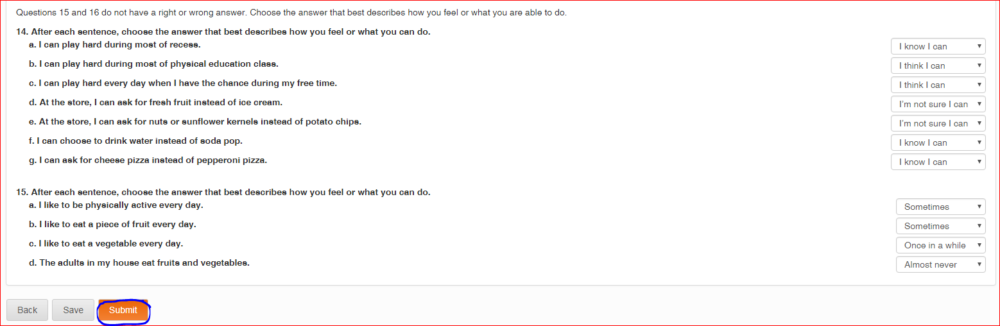 Questions 15 and 16 do not have a right or wrong answer. Choose the answer that best describes how you feel or what you are able to do.
14. After each sentence, choose the answer that best describes how you feel or what you can do.
a. I can play hard during most of recess. I know I can
b. I can play hard during most of physical education class. I think I can
c. I can play hard every day when I have the chance during my free time. I think I can
d. At the store, I can ask for fresh fruit instead of ice cream. I'm not sure I can
e. At the store, I can ask for nuts or sunflower kernels instead of potato chips. I'm not sure I can
f. I can choose to drink water instead of soda pop. I know I can
g. I can ask for cheese pizza instead of pepperoni pizza. I know I can
15. After each sentence, choose the answer that best describes how you feel or what you can do.
a. I like to be physically active every day. Sometimes
b. I like to eat a piece of fruit every day. Sometimes
c. I like to eat a vegetable every day. Once in a while
d. The adults in my house eat fruits and vegetables. Almost never
Back Save Submit